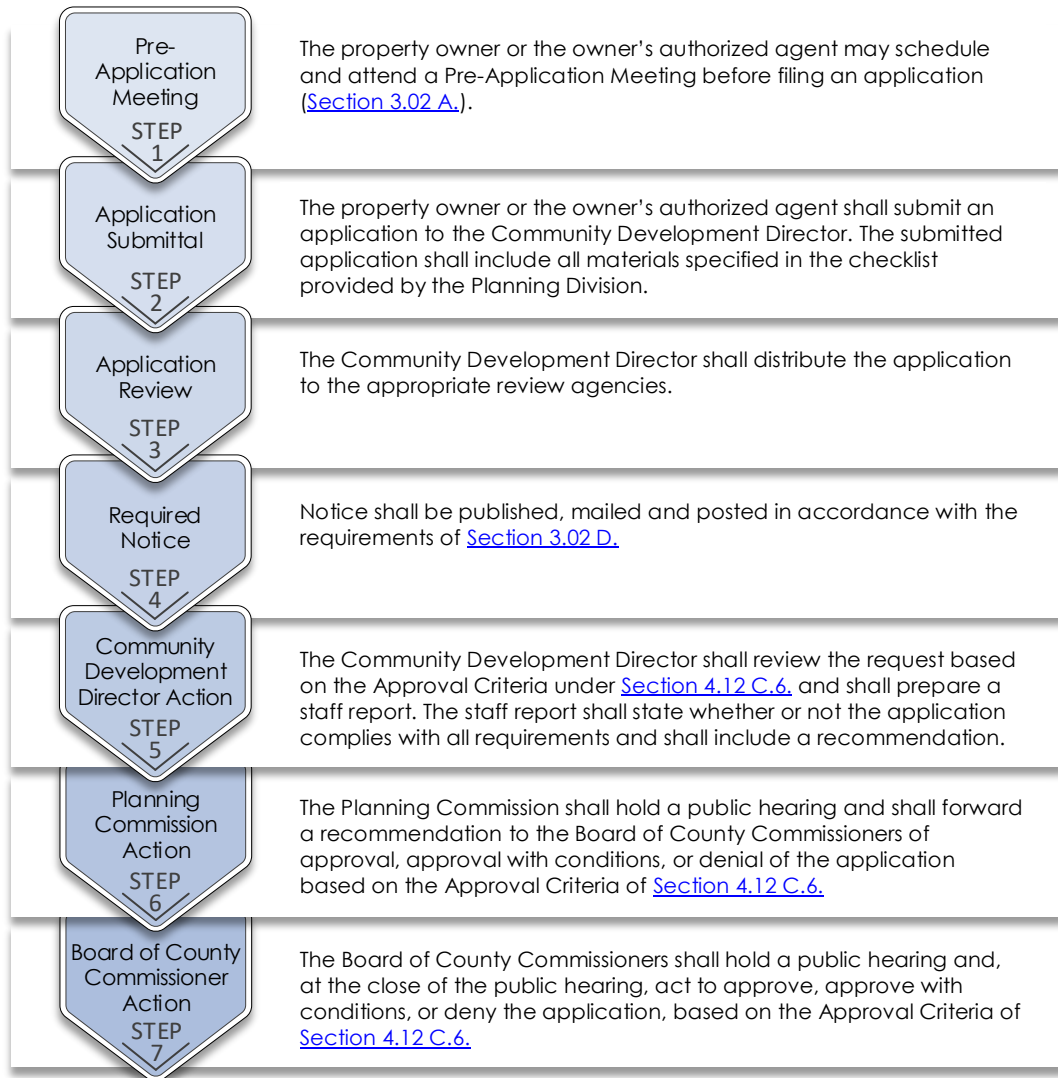 Pre-
Application
Meeting
STEP
1
The property owner or the owner’s authorized agent may schedule
and attend a Pre-Application Meeting before filing an application
(Section 3.02 A.).
Application
Submittal
STEP
2
The property owner or the owner’s authorized agent shall submit an
application to the Community Development Director. The submitted
application shall include all materials specified in the checklist
provided by the Planning Division.
Application
Review
STEP
3
The Community Development Director shall distribute the application
to the appropriate review agencies.
Required
Notice
STEP
4
Notice shall be published, mailed and posted in accordance with the
requirements of Section 3.02 D.
Community
Development
Director Action
STEP
5
The Community Development Director shall review the request based
on the Approval Criteria under Section 4.12 C.6. and shall prepare a
staff report. The staff report shall state whether or not the application
complies with all requirements and shall include a recommendation.
Planning
Commission
Action
STEP
6
The Planning Commission shall hold a public hearing and shall forward
a recommendation to the Board of County Commissioners of
approval, approval with conditions, or denial of the application
based on the Approval Criteria of Section 4.12 C.6.
Board of County
Commissioner
Action
STEP
7
The Board of County Commissioners shall hold a public hearing and,
at the close of the public hearing, act to approve, approve with
conditions, or deny the application, based on the Approval Criteria of
Section 4.12 C.6.